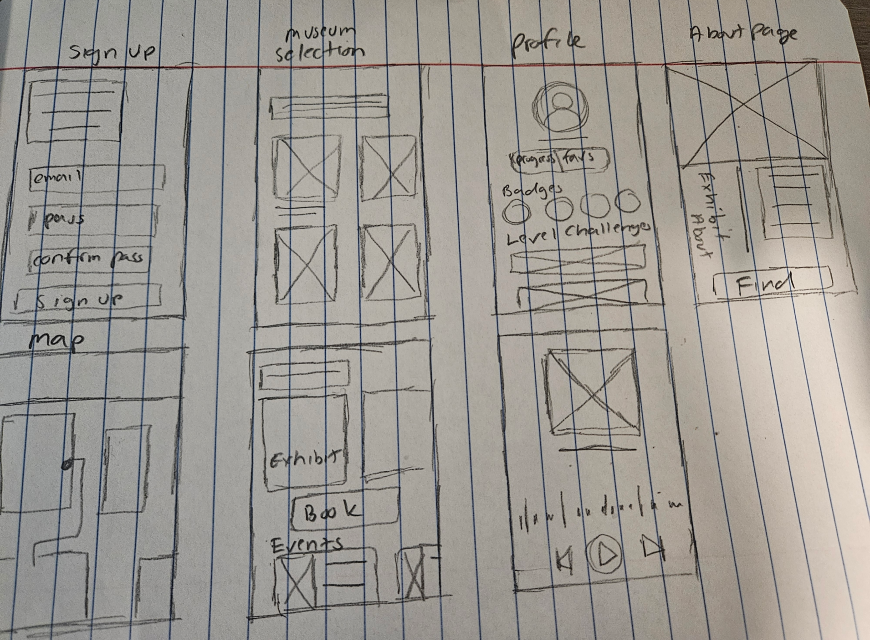 Sign up
museum
selection
Profile
About page
email
pass
confirm pass
Sign up
progress favs
Badges
Level Challenges
Exhibit
About
Find
map
Exhibit
Book
Events